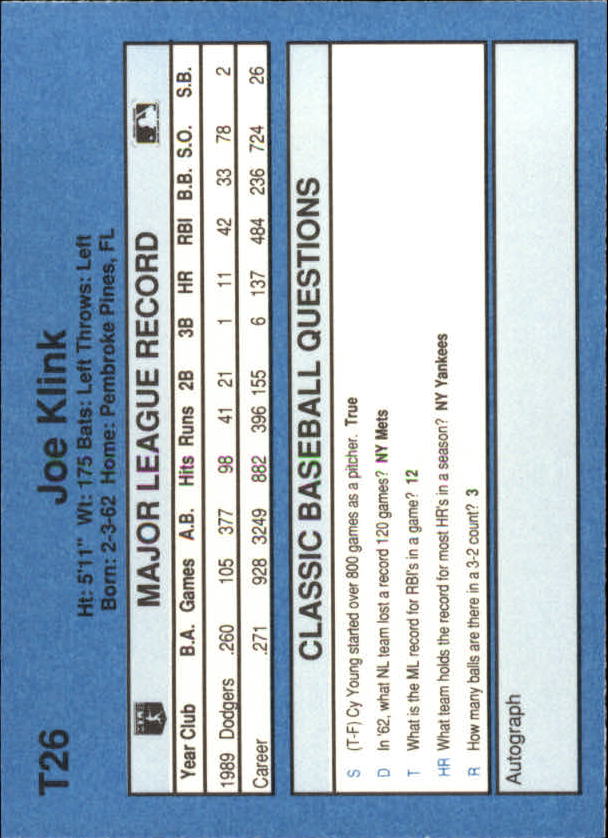 T26
Joe Klink
Ht: 5'11" Wt: 175 Bats: Left Throws: Left
Born: 2-3-62 Home: Pembroke Pines, FL
MAJOR LEAGUE RECORD
Year Club B.A. Games A.B. Hits Runs 2B 3B HR RBI B.B. S.O. S.B.
1989 Dodgers .260 105 377 98 41 21 1 11 42 33 78 2
Career .271 928 3249 882 396 155 6 137 484 236 724 26
CLASSIC BASEBALL QUESTIONS
S (T-F) Cy Young started over 800 games as a pitcher. True
D In '62, what NL team lost a record 120 games? NY Mets
T What is the ML record for RBI's in a game? 12
HR What team holds the record for most HR's in a season? NY Yankees
R How many balls are there in a 3-2 count? 3
Autograph